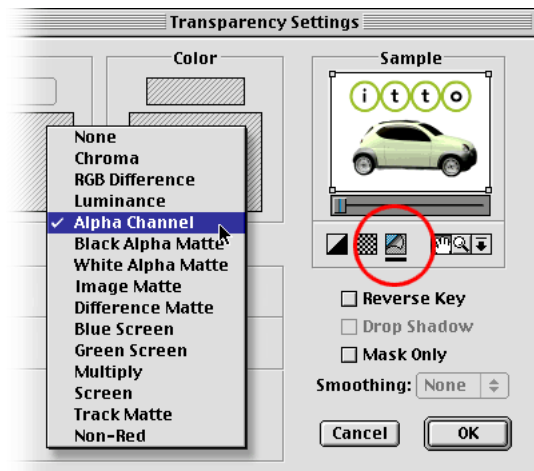 Transparency Settings
Color
Sample
itto
None
Chroma
RGB Difference
Luminance
✓ Alpha Channel
Black Alpha Matte
White Alpha Matte
Image Matte
Difference Matte
Blue Screen
Green Screen
Multiply
Screen
Track Matte
Non-Red
Reverse Key
Drop Shadow
Mask Only
Smoothing: None
Cancel
OK